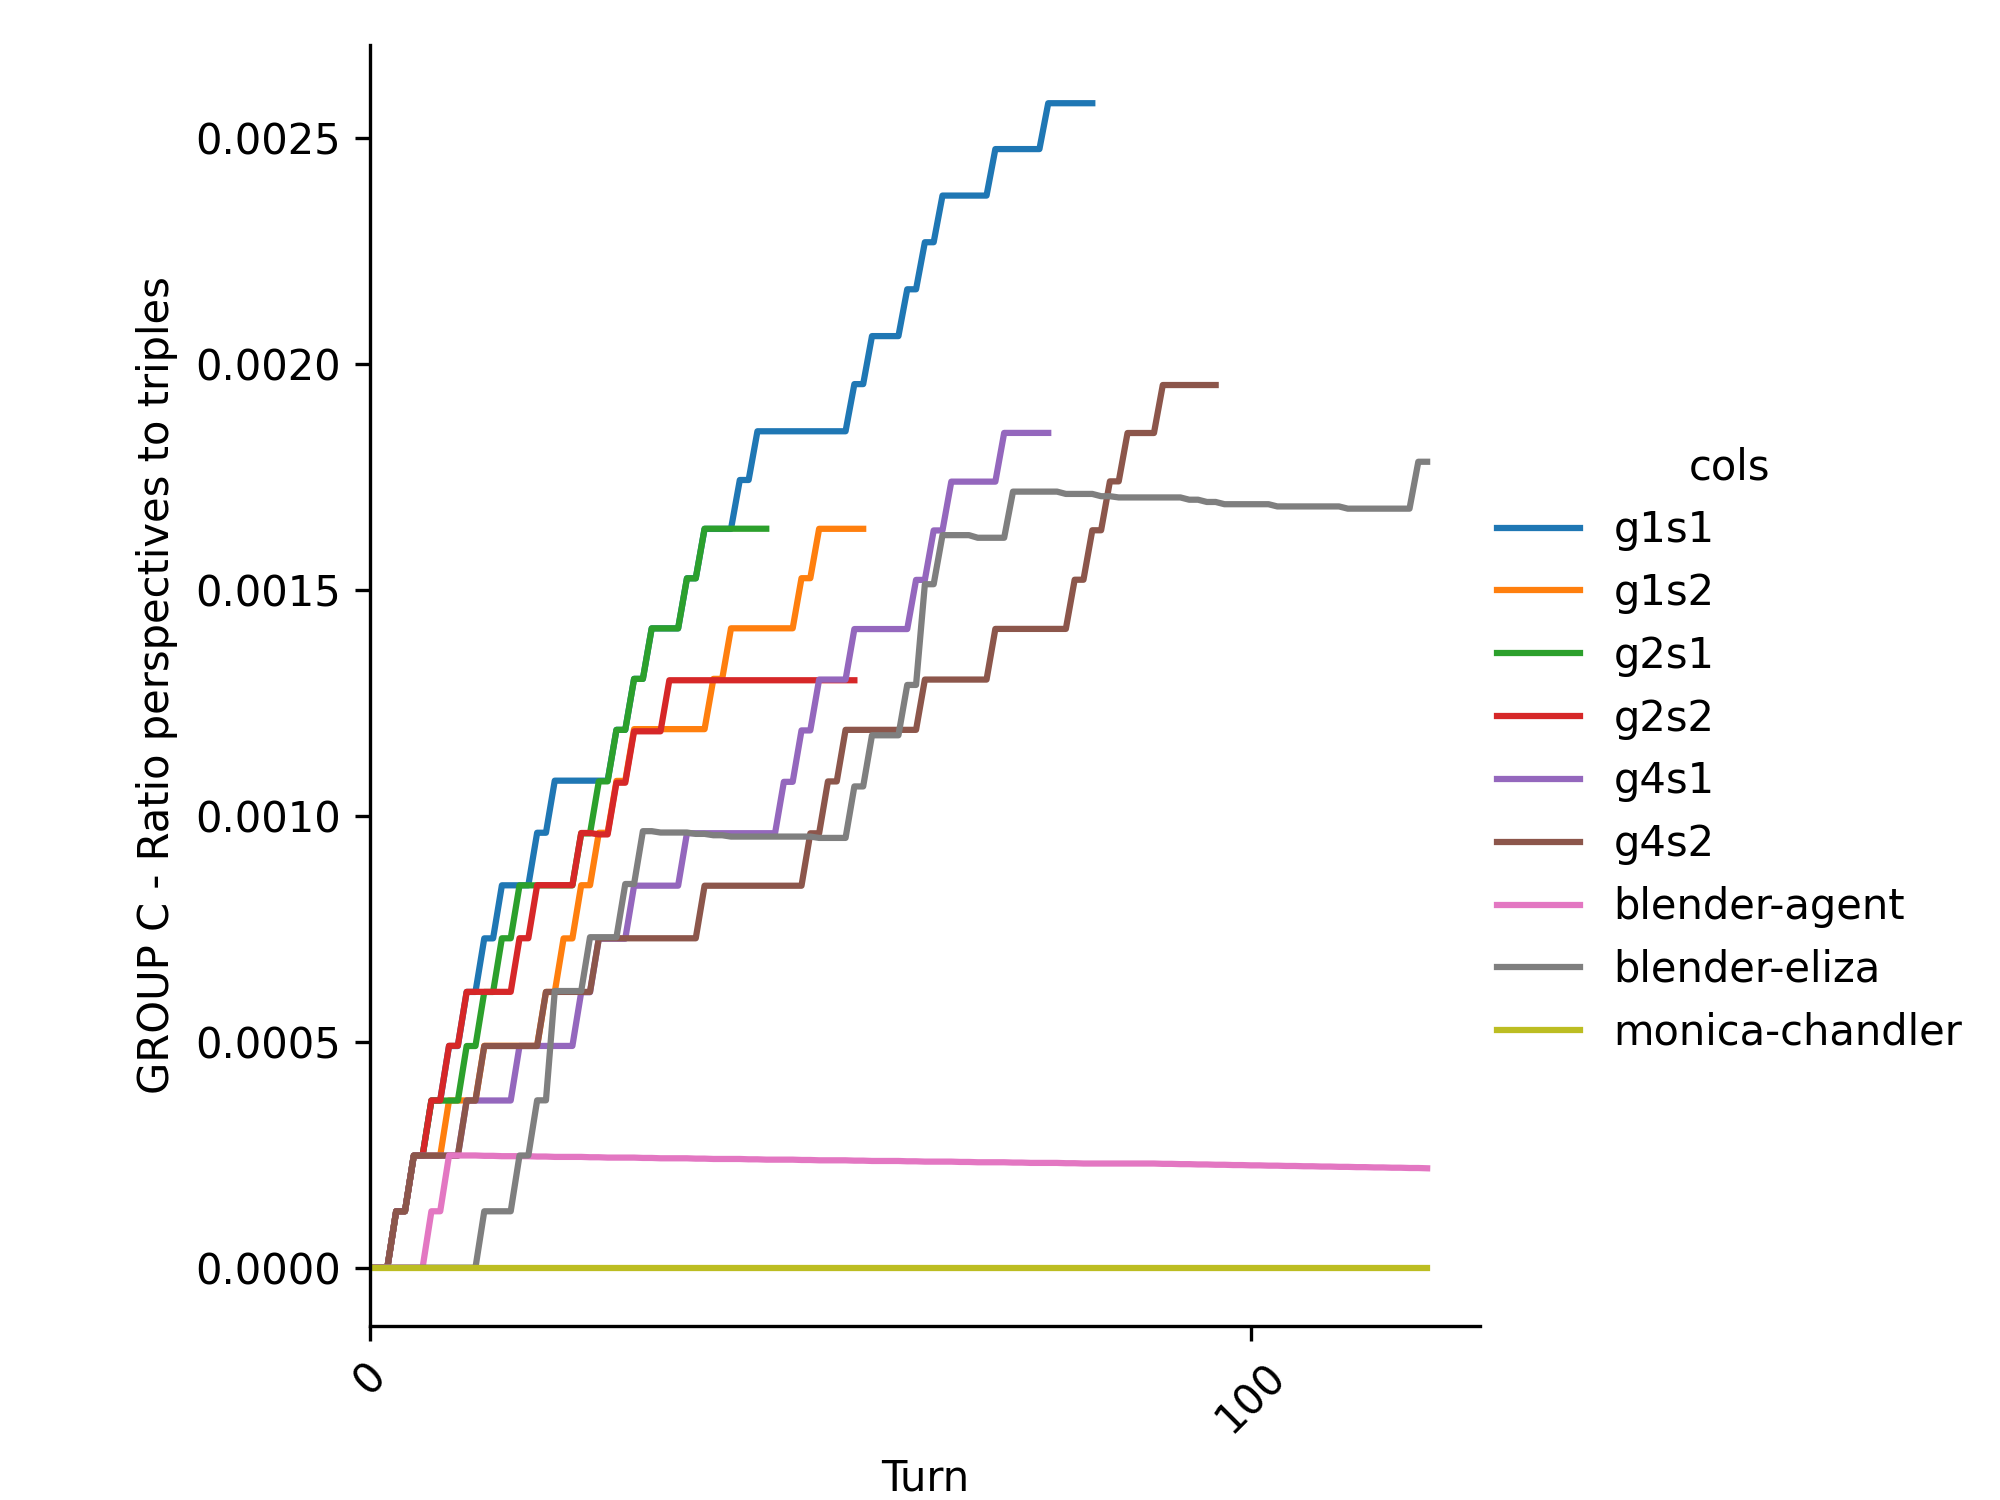 GROUP C - Ratio perspectives to triples
0.0025
0.0020
0.0015
0.0010
0.0005
0.0000
0
100
Turn
cols
g1s1
g1s2
g2s1
g2s2
g4s1
g4s2
blender-agent
blender-eliza
monica-chandler